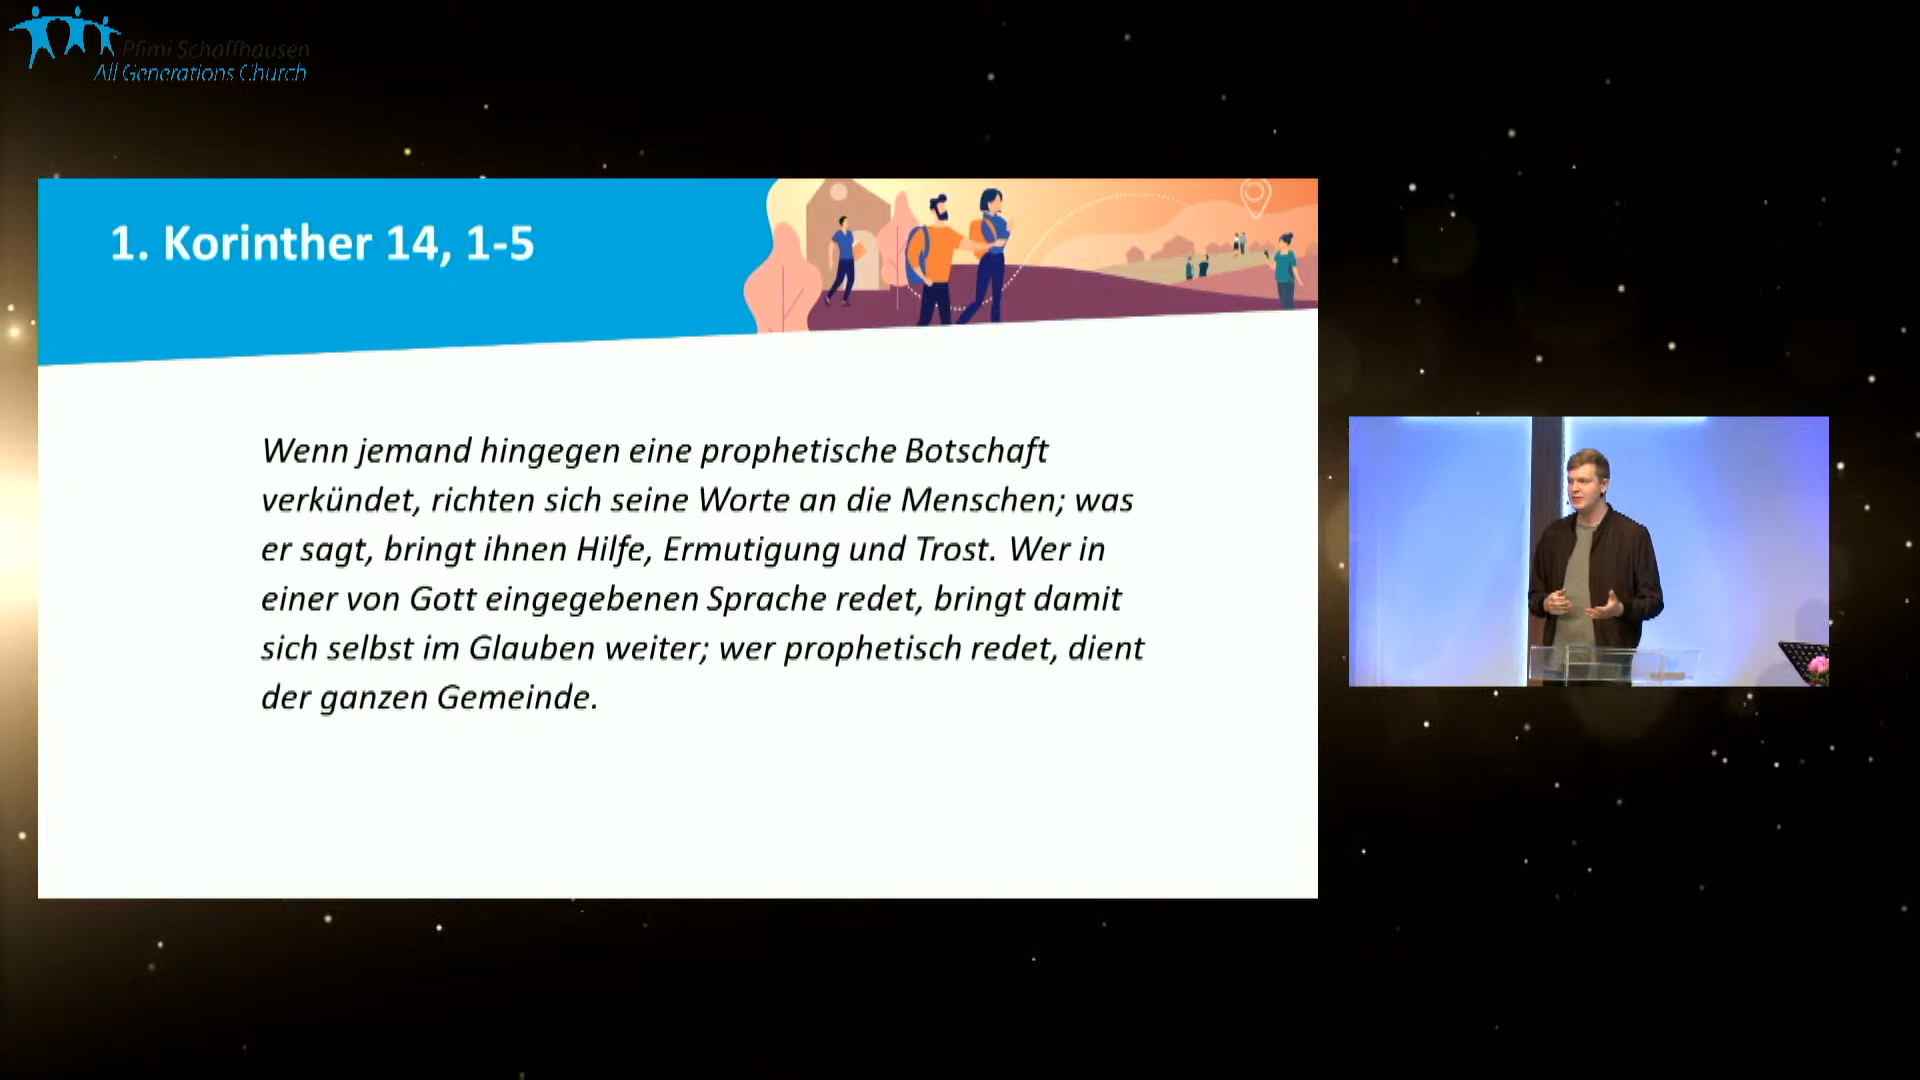 Pfimi Schaffhausen
All Generations Church
1. Korinther 14, 1-5
Wenn jemand hingegen eine prophetische Botschaft
verkündet, richten sich seine Worte an die Menschen; was
er sagt, bringt ihnen Hilfe, Ermutigung und Trost. Wer in
einer von Gott eingegebenen Sprache redet, bringt damit
sich selbst im Glauben weiter; wer prophetisch redet, dient
der ganzen Gemeinde.